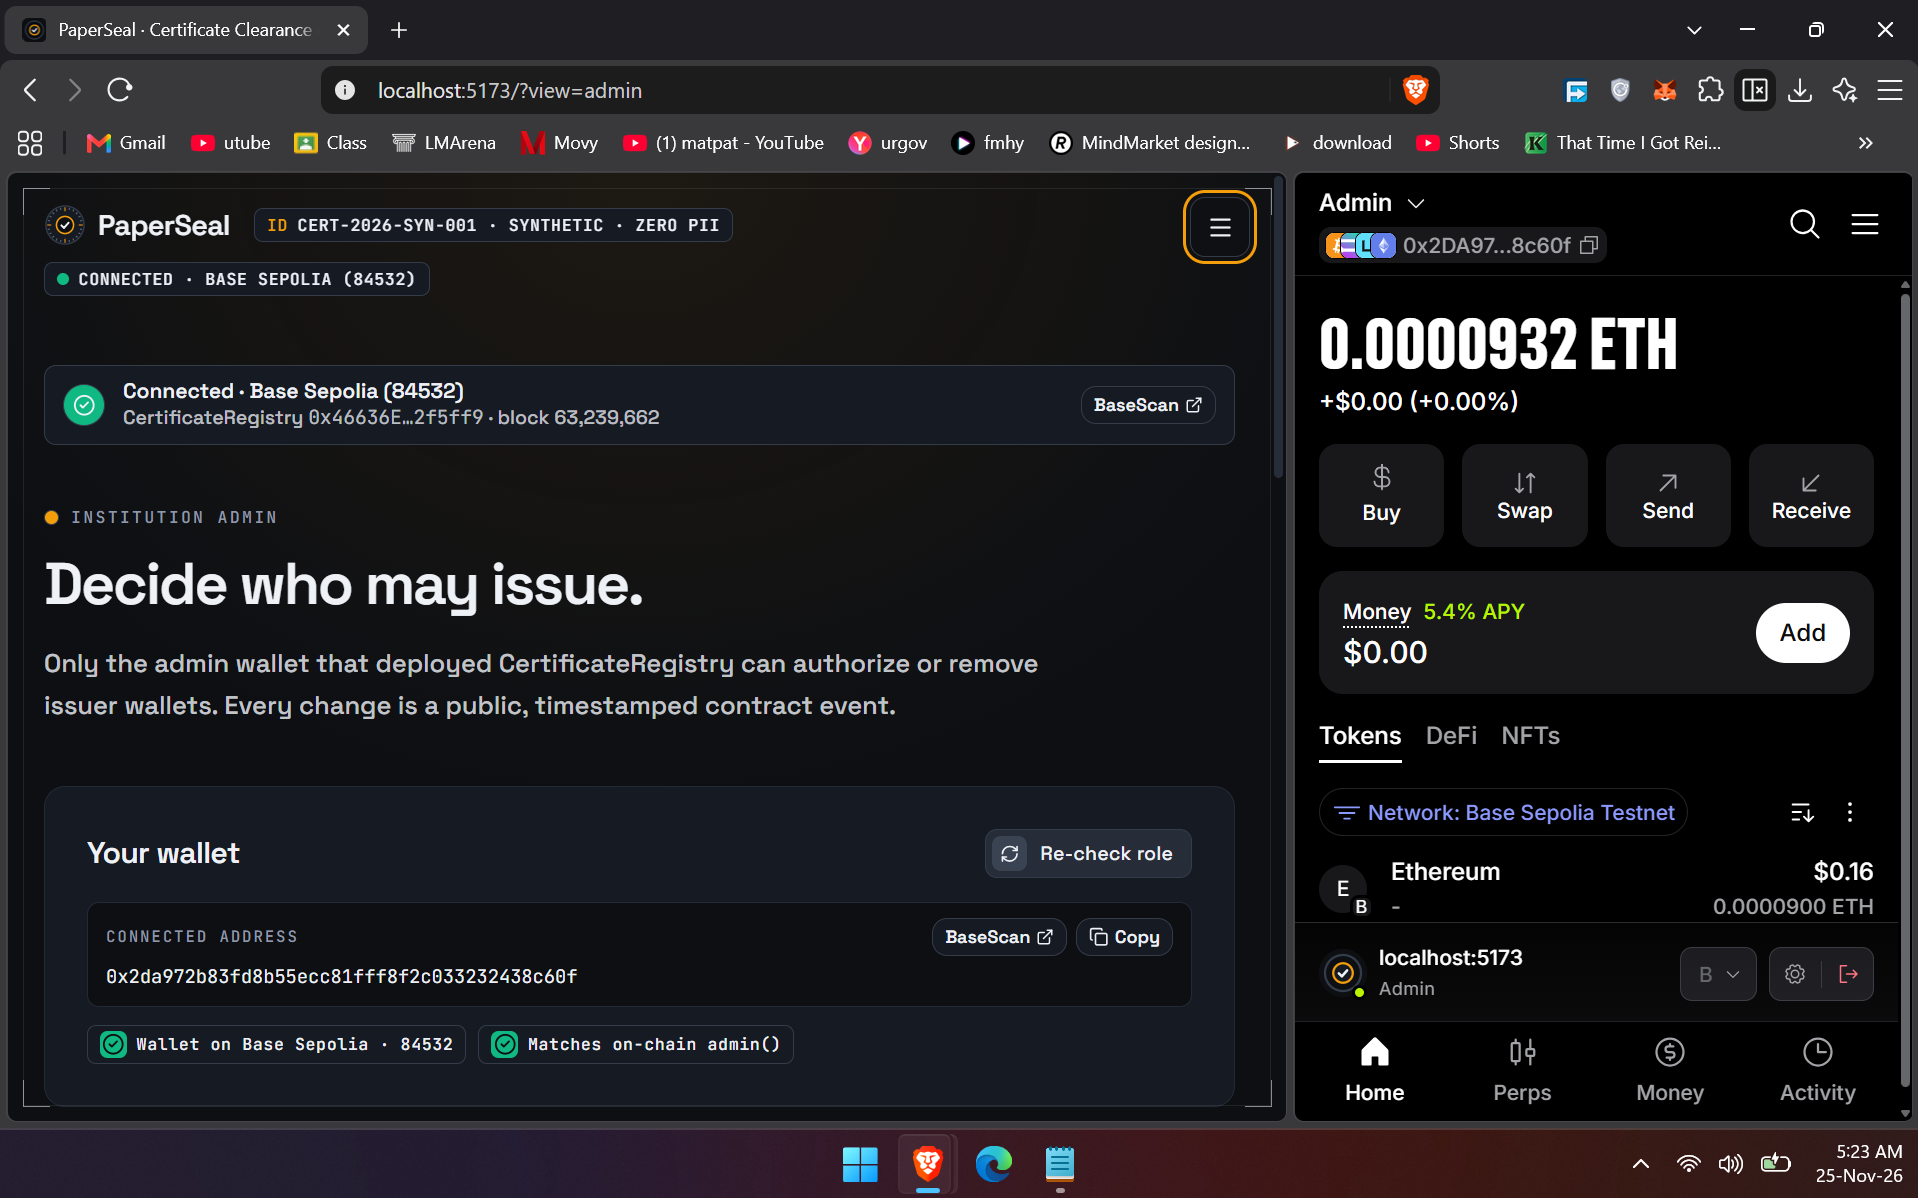 PaperSeal · Certificate Clearance
localhost:5173/?view=admin
Gmail
utube
Class
LMArena
Movy
(1) matpat - YouTube
urgov
fmhy
MindMarket design...
download
Shorts
That Time I Got Rei...
PaperSeal
ID CERT-2026-SYN-001 · SYNTHETIC · ZERO PII
CONNECTED · BASE SEPOLIA (84532)
Connected · Base Sepolia (84532)
CertificateRegistry 0x46636E…2f5ff9 · block 63,239,662
BaseScan
INSTITUTION ADMIN
Decide who may issue.
Only the admin wallet that deployed CertificateRegistry can authorize or remove
issuer wallets. Every change is a public, timestamped contract event.
Your wallet
Re-check role
CONNECTED ADDRESS
BaseScan
Copy
0x2da972b83fd8b55ecc81fff8f2c033232438c60f
Wallet on Base Sepolia · 84532
Matches on-chain admin()
Admin
0x2DA97...8c60f
0.0000932 ETH
+$0.00 (+0.00%)
Buy
Swap
Send
Receive
Money 5.4% APY
$0.00
Add
Tokens
DeFi
NFTs
Network: Base Sepolia Testnet
E
B
Ethereum
-
$0.16
0.0000900 ETH
localhost:5173
Admin
B
Home
Perps
Money
Activity
5:23 AM
25-Nov-26